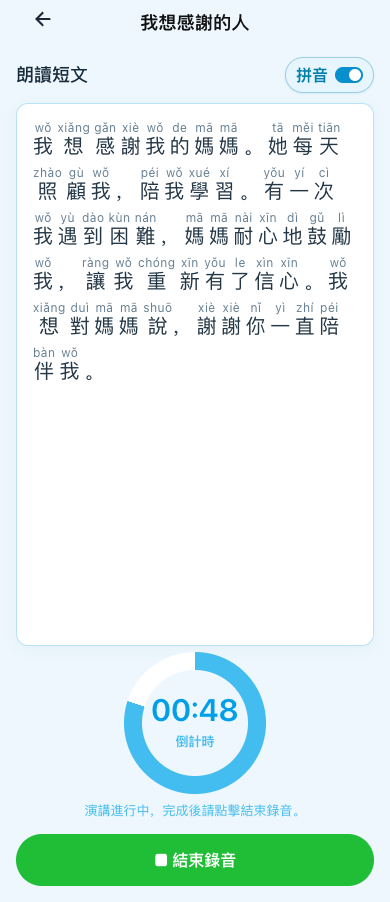 我想感謝的人
朗讀短文
拼音
wǒ xiǎng gǎn xiè wǒ de mā mā tā měi tiān
我想感謝我的媽媽。她每天
zhào gù wǒ péi wǒ xué xí yǒu yí cì
照顧我，陪我學習。有一次
wǒ yù dào kùn nán mā mā nài xīn dì gǔ lì
我遇到困難，媽媽耐心地鼓勵
wǒ ràng wǒ chóng xīn yǒu le xìn xīn wǒ
我，讓我重新有了信心。我
xiǎng duì mā mā shuō xiè xiè nǐ yì zhí péi
想對媽媽說，謝謝你一直陪
bàn wǒ
伴我。
00:48
倒計時
演講進行中，完成後請點擊結束錄音。
結束錄音